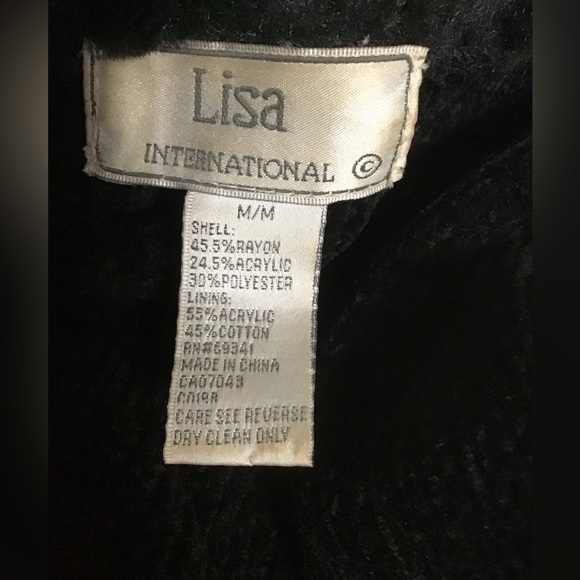 Lisa
INTERNATIONAL ©
M/M
SHELL:
45.5%RAYON
24.5%ACRYLIC
30%POLYESTER
LINING:
55%ACRYLIC
45%COTTON
RN#69341
MADE IN CHINA
CA07043
C0188
CARE SEE REVERSE
DRY CLEAN ONLY